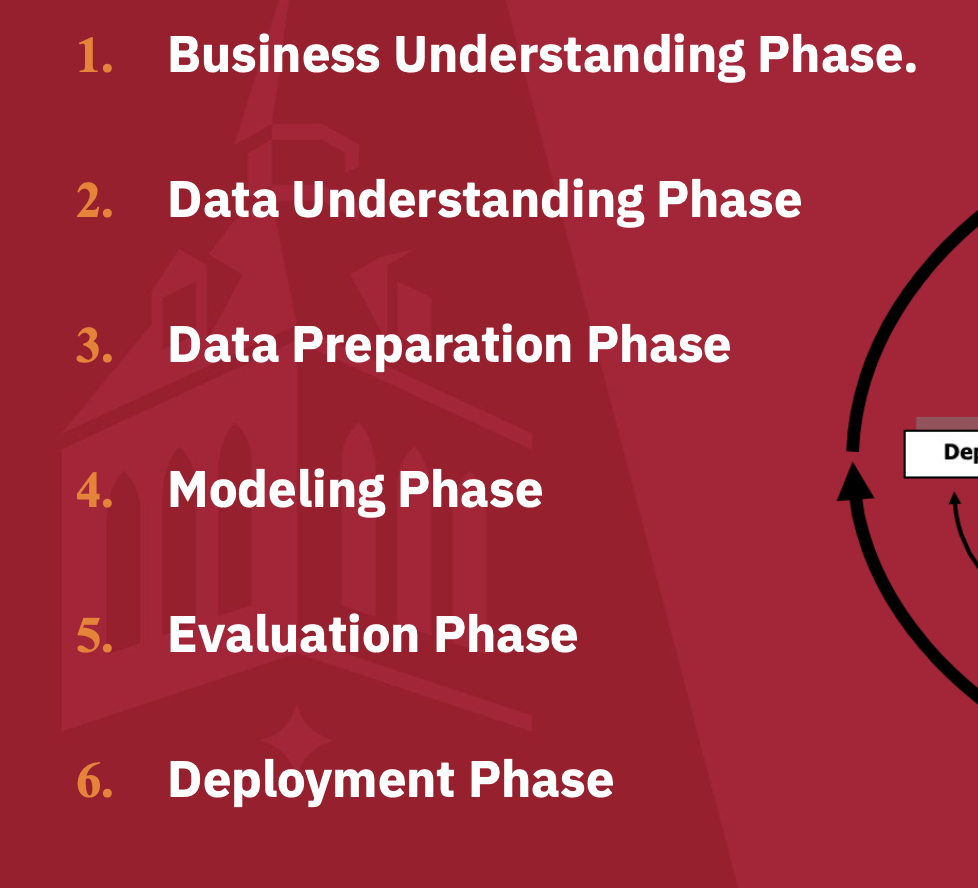 1. Business Understanding Phase.
2. Data Understanding Phase
3. Data Preparation Phase
Dep
4. Modeling Phase
5. Evaluation Phase
6. Deployment Phase